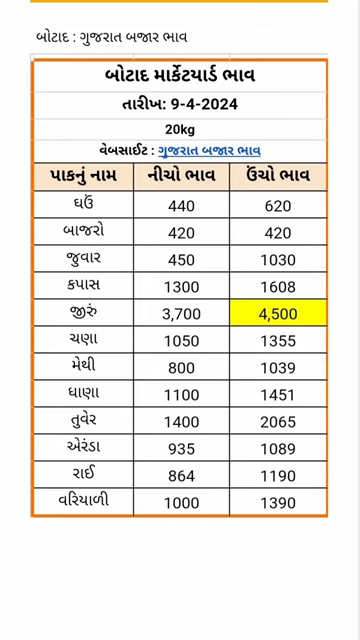 બોટાદ : ગુજરાત બજાર ભાવ
બોટાદ માર્કેટયાર્ડ ભાવ
તારીખ: 9-4-2024
20kg
વેબસાઈટ : ગુજરાત બજાર ભાવ
પાકનું નામ નીચો ભાવ ઉંચો ભાવ
ઘઉં 440 620
બાજરો 420 420
જુવાર 450 1030
કપાસ 1300 1608
જીરું 3,700 4,500
ચણા 1050 1355
મેથી 800 1039
ધાણા 1100 1451
તુવેર 1400 2065
એરંડા 935 1089
રાઈ 864 1190
વરિયાળી 1000 1390